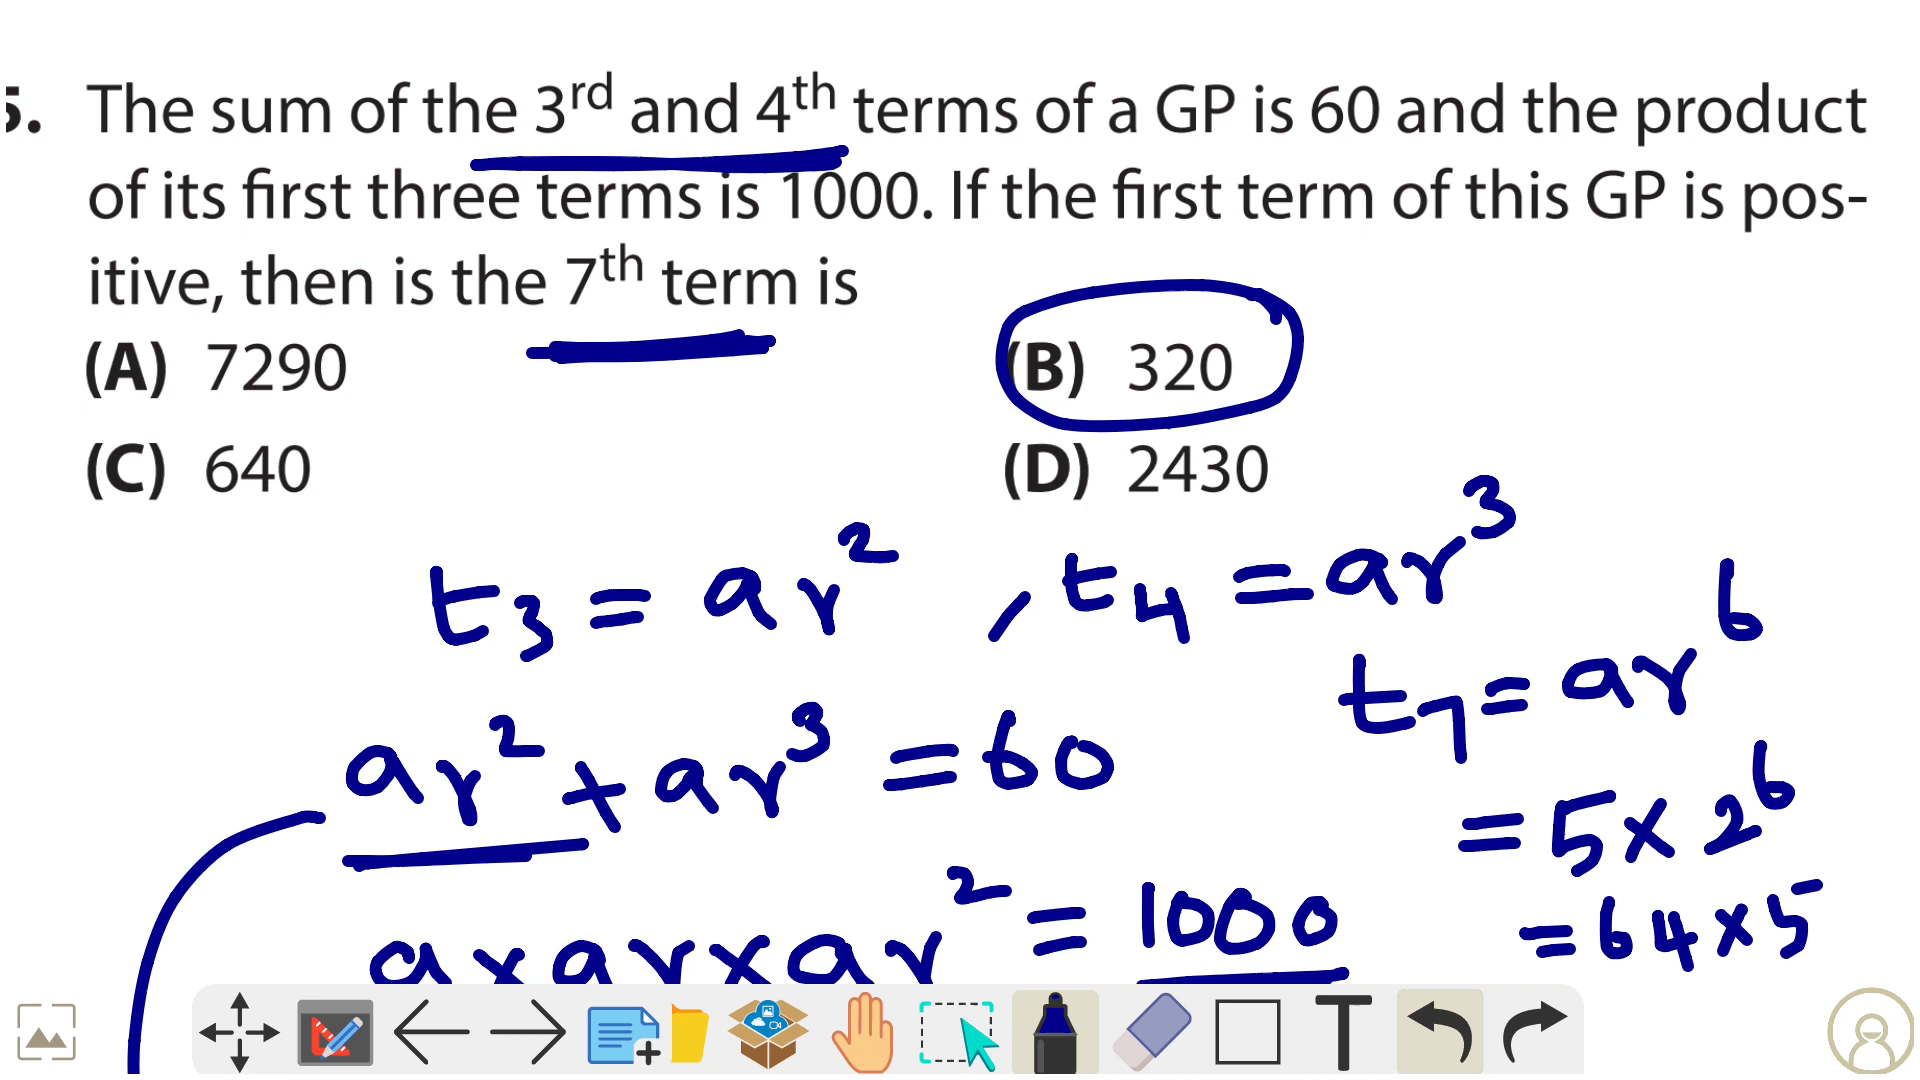 5. The sum of the 3rd and 4th terms of a GP is 60 and the product
of its first three terms is 1000. If the first term of this GP is pos-
itive, then is the 7th term is
(A) 7290 (B) 320
(C) 640 (D) 2430
t₃ = ar² , t₄ = ar³
t₇ = ar⁶
ar² + ar³ = 60
= 5 × 2⁶
a × ar × ar² = 1000
= 64 × 5
T